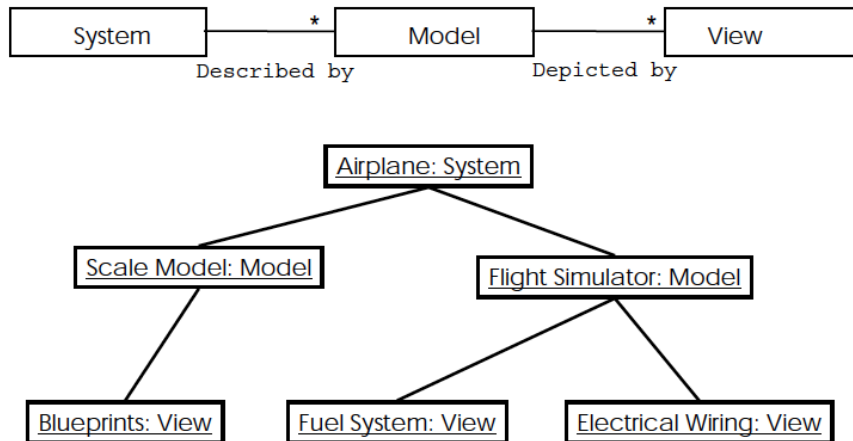 System * Model * View
Described by Depicted by
Airplane: System
Scale Model: Model Flight Simulator: Model
Blueprints: View Fuel System: View Electrical Wiring: View